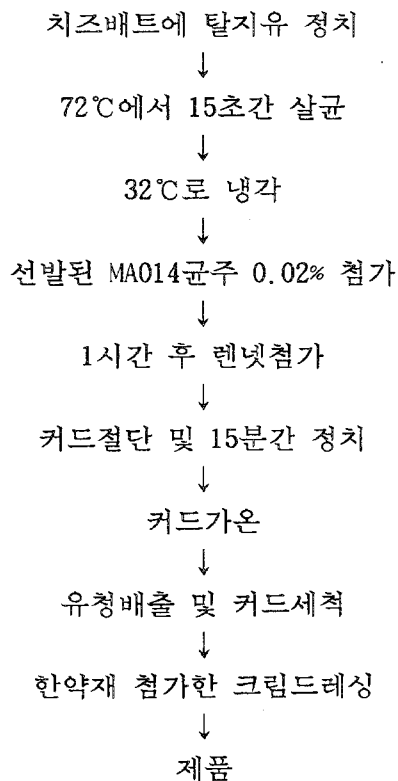 치즈배트에 탈지유 정치
↓
72℃에서 15초간 살균
↓
32℃로 냉각
↓
선발된 MA014균주 0.02% 첨가
↓
1시간 후 렌넷첨가
↓
커드절단 및 15분간 정치
↓
커드가온
↓
유청배출 및 커드세척
↓
한약재 첨가한 크림드레싱
↓
제품